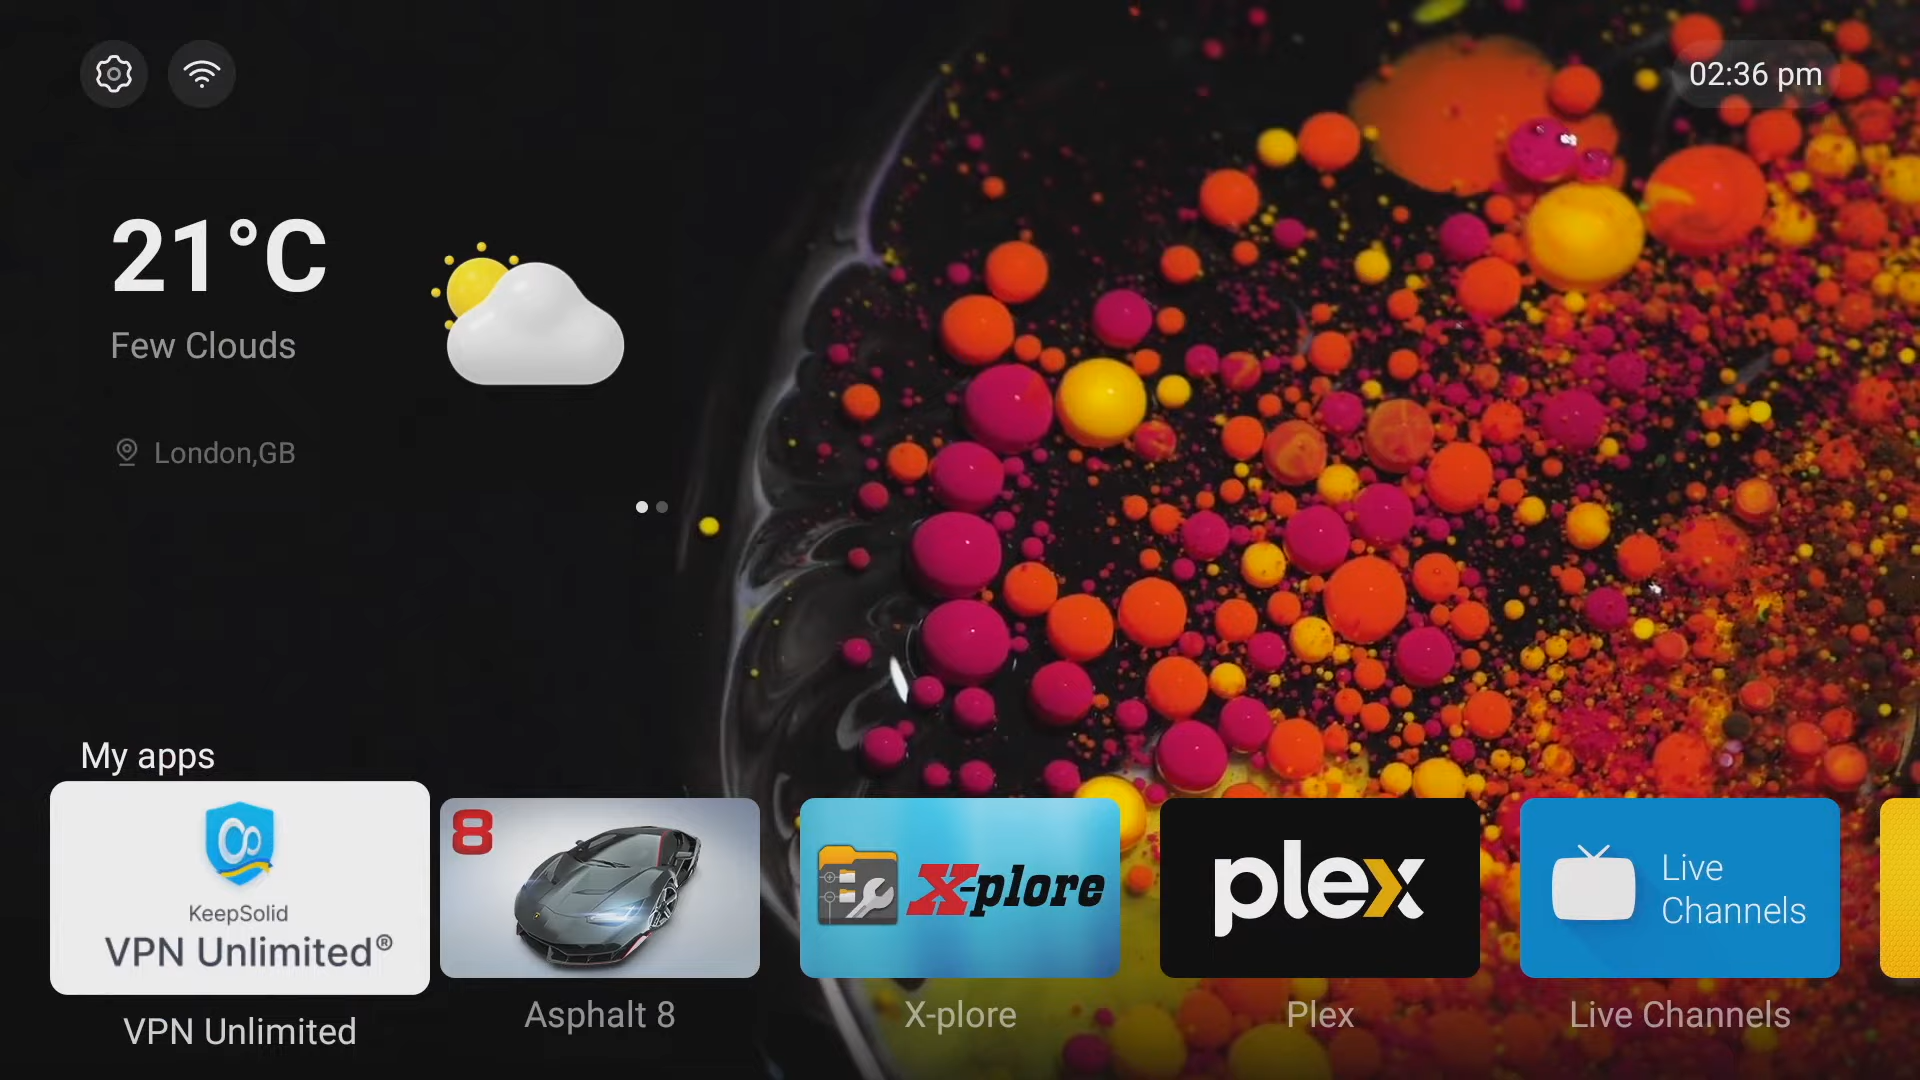 02:36 pm
21°C
Few Clouds
London,GB
My apps
KeepSolid
VPN Unlimited®
8
X-plore
plex
Live
Channels
VPN Unlimited
Asphalt 8
X-plore
Plex
Live Channels